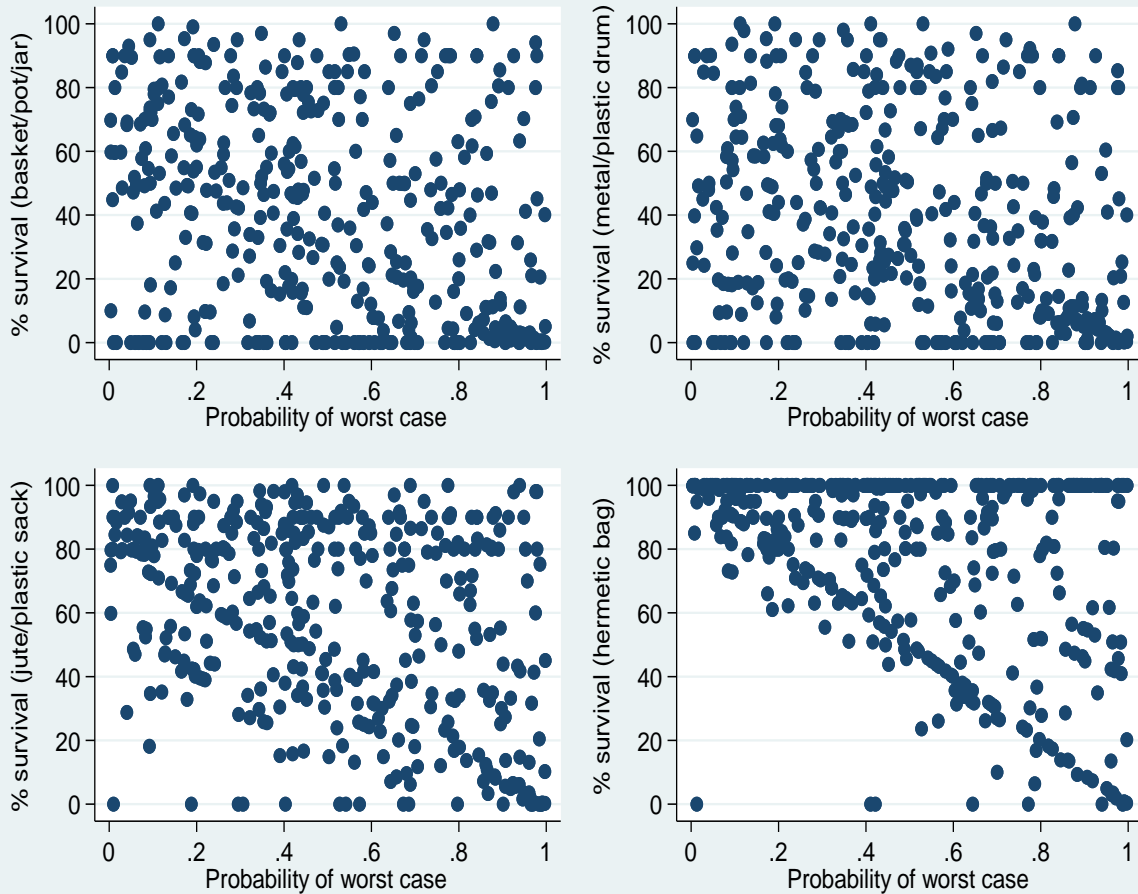 % survival (basket/pot/jar)
100
80
60
40
20
0
0 .2 .4 .6 .8 1
Probability of worst case
% survival (metal/plastic drum)
100
80
60
40
20
0
0 .2 .4 .6 .8 1
Probability of worst case
% survival (jute/plastic sack)
100
80
60
40
20
0
0 .2 .4 .6 .8 1
Probability of worst case
% survival (hermetic bag)
100
80
60
40
20
0
0 .2 .4 .6 .8 1
Probability of worst case